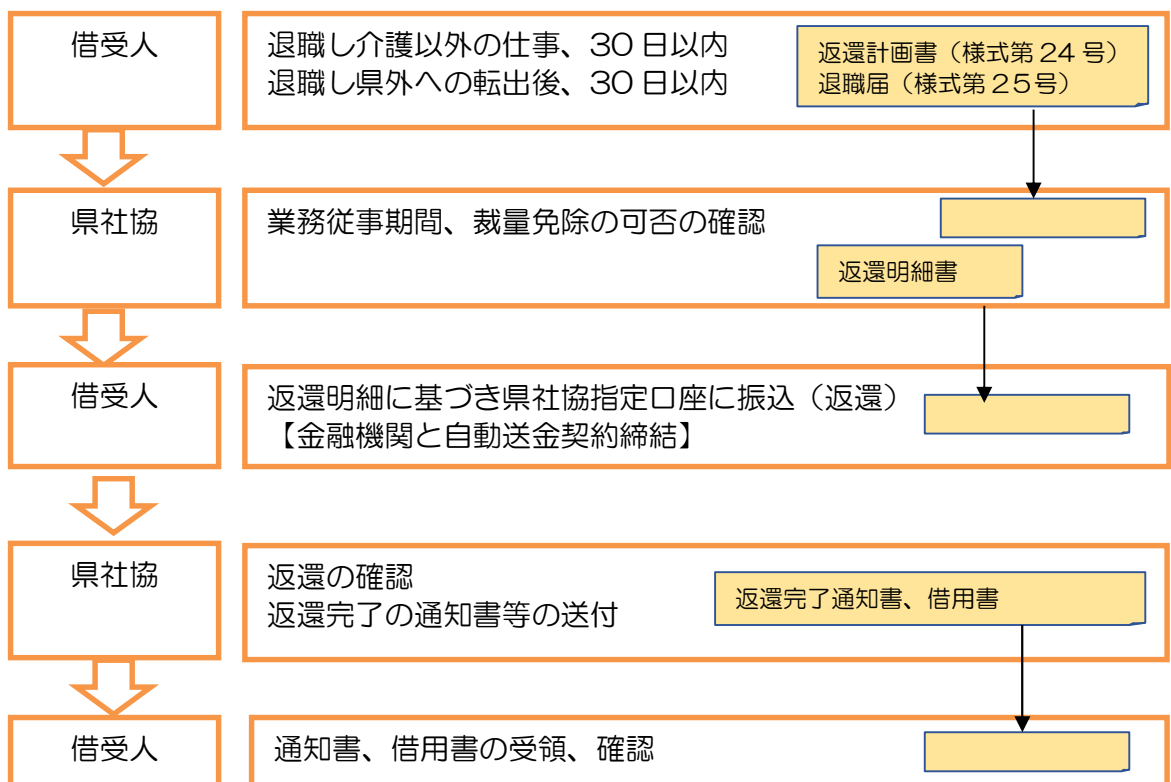 借受人
退職し介護以外の仕事、30日以内
退職し県外への転出後、30日以内
返還計画書（様式第24号）
退職届（様式第25号）
県社協
業務従事期間、裁量免除の可否の確認
返還明細書
借受人
返還明細に基づき県社協指定口座に振込（返還）
【金融機関と自動送金契約締結】
県社協
返還の確認
返還完了の通知書等の送付
返還完了通知書、借用書
借受人
通知書、借用書の受領、確認